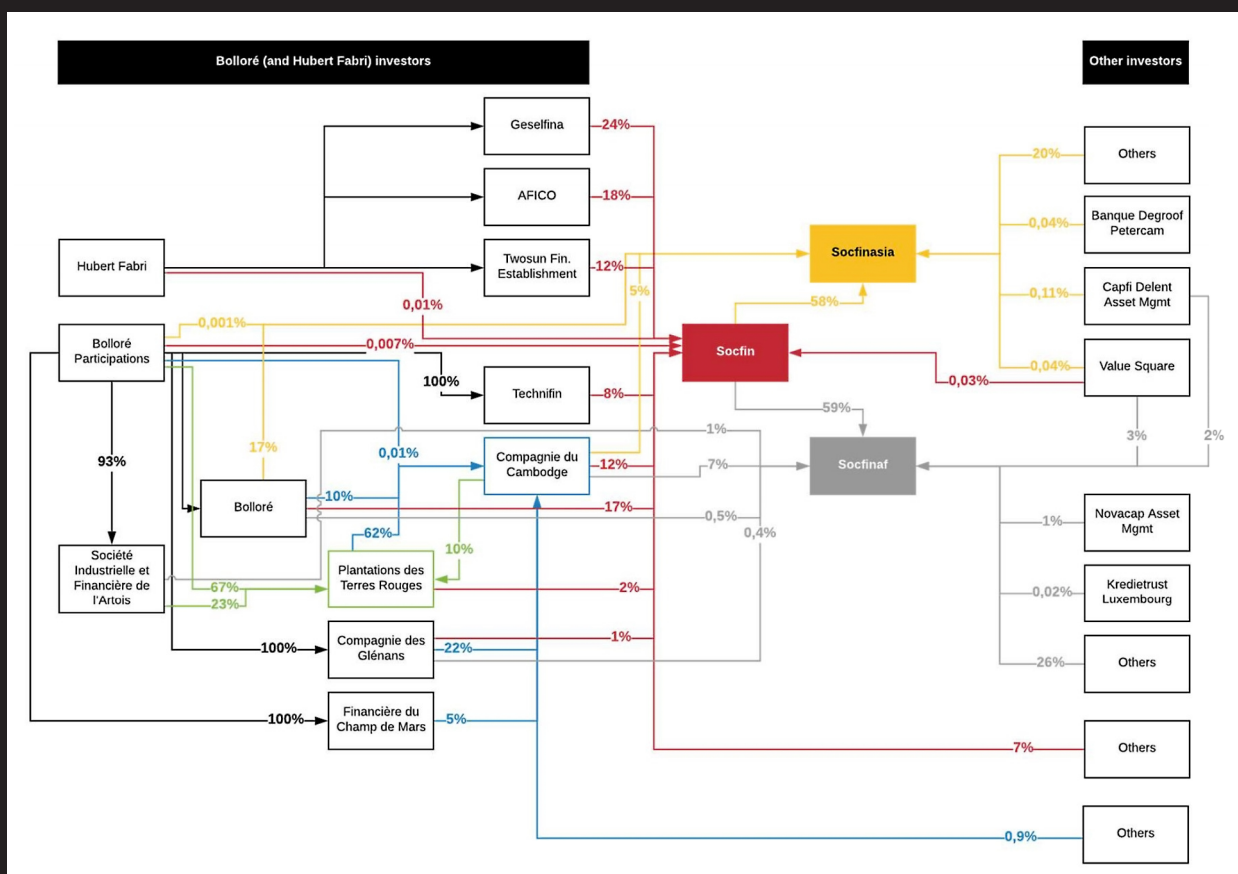 Bolloré (and Hubert Fabri) investors
Other investors
Geselfina
24%
Others
20%
AFICO
18%
Banque Degroof
Petercam
0,04%
Hubert Fabri
Twosun Fin.
Establishment
12%
Socfinasia
5%
0,01%
58%
0,11%
Capfi Delent
Asset Mgmt
0,001%
Bolloré
Participations
0,007%
Socfin
100%
Technifin
8%
0,04%
0,03%
Value Square
59%
1%
3%
2%
17%
93%
0,01%
Compagnie du
Cambodge
12%
7%
Socfinaf
Bolloré
10%
17%
0,5%
0,4%
1%
Novacap Asset
Mgmt
62%
10%
Société
Industrielle et
Financière de
l'Artois
67%
23%
Plantations des
Terres Rouges
2%
0,02%
Kredietrust
Luxembourg
100%
Compagnie des
Glénans
22%
1%
26%
Others
100%
Financière du
Champ de Mars
5%
7%
Others
0,9%
Others